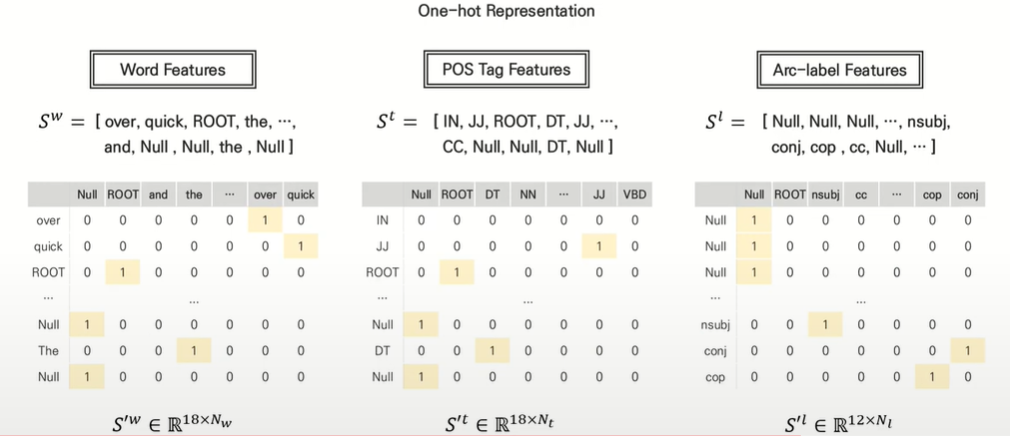 One-hot Representation
Word Features
S^w = [ over, quick, ROOT, the, ⋯,
and, Null , Null, the , Null ]
Null ROOT and the ⋯ over quick
over 0 0 0 0 0 1 0
quick 0 0 0 0 0 0 1
ROOT 0 1 0 0 0 0 0
⋯ ⋯
Null 1 0 0 0 0 0 0
The 0 0 0 1 0 0 0
Null 1 0 0 0 0 0 0
S'^w ∈ ℝ^{18×N_w}
POS Tag Features
S^t = [ IN, JJ, ROOT, DT, JJ, ⋯,
CC, Null, Null, DT, Null ]
Null ROOT DT NN ⋯ JJ VBD
IN 0 0 0 0 0 0 0
JJ 0 0 0 0 0 1 0
ROOT 0 1 0 0 0 0 0
⋯ ⋯
Null 1 0 0 0 0 0 0
DT 0 0 1 0 0 0 0
Null 1 0 0 0 0 0 0
S'^t ∈ ℝ^{18×N_t}
Arc-label Features
S^l = [ Null, Null, Null, ⋯, nsubj,
conj, cop , cc, Null, ⋯ ]
Null ROOT nsubj cc ⋯ cop conj
Null 1 0 0 0 0 0 0
Null 1 0 0 0 0 0 0
Null 1 0 0 0 0 0 0
⋯ ⋯
nsubj 0 0 1 0 0 0 0
conj 0 0 0 0 0 0 1
cop 0 0 0 0 0 1 0
S'^l ∈ ℝ^{12×N_l}